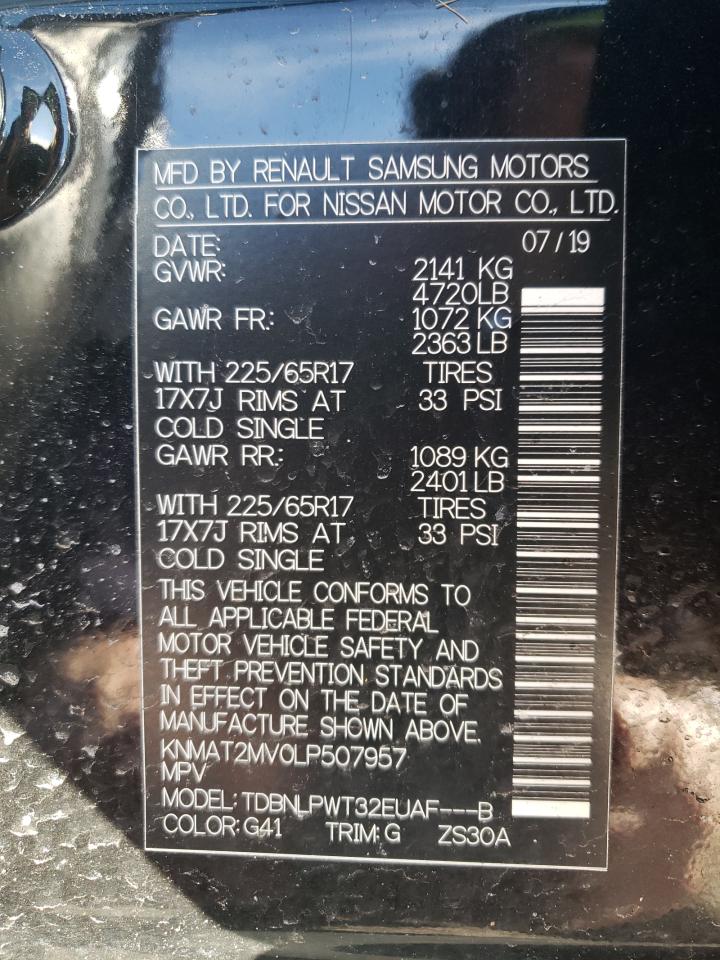 MFD BY RENAULT SAMSUNG MOTORS
CO., LTD. FOR NISSAN MOTOR CO., LTD.
DATE: 07/19
GVWR: 2141 KG
4720LB
GAWR FR.: 1072 KG
2363 LB
WITH 225/65R17 TIRES
17X7J RIMS AT 33 PSI
COLD SINGLE
GAWR RR.: 1089 KG
2401 LB
WITH 225/65R17 TIRES
17X7J RIMS AT 33 PSI
COLD SINGLE
THIS VEHICLE CONFORMS TO
ALL APPLICABLE FEDERAL
MOTOR VEHICLE SAFETY AND
THEFT PREVENTION STANDARDS
IN EFFECT ON THE DATE OF
MANUFACTURE SHOWN ABOVE.
KNMAT2MV0LP507957
MPV
MODEL: TDBNLPWT32EUAF---B
COLOR: G41 TRIM: G ZS30A